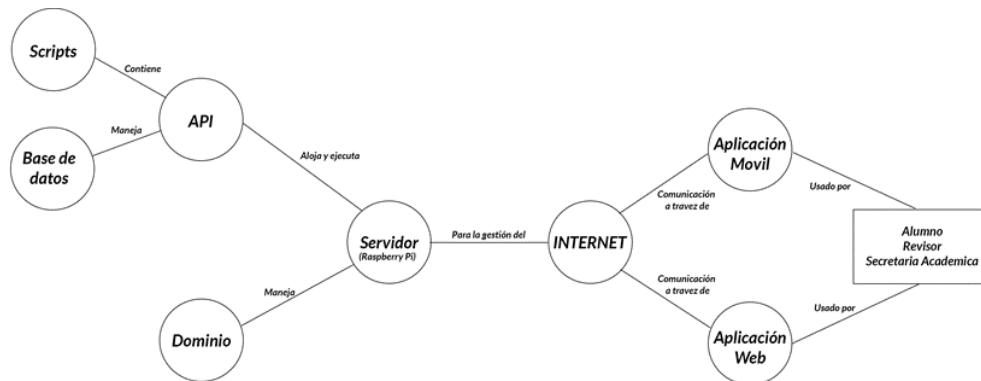 Scripts
Contiene
API
Maneja
Base de
datos
Aloja y ejecuta
Servidor
(Raspberry Pi)
Maneja
Dominio
Para la gestión del
INTERNET
Comunicación
a travez de
Aplicación
Movil
Usado por
Alumno
Revisor
Secretaria Academica
Comunicación
a travez de
Aplicación
Web
Usado por